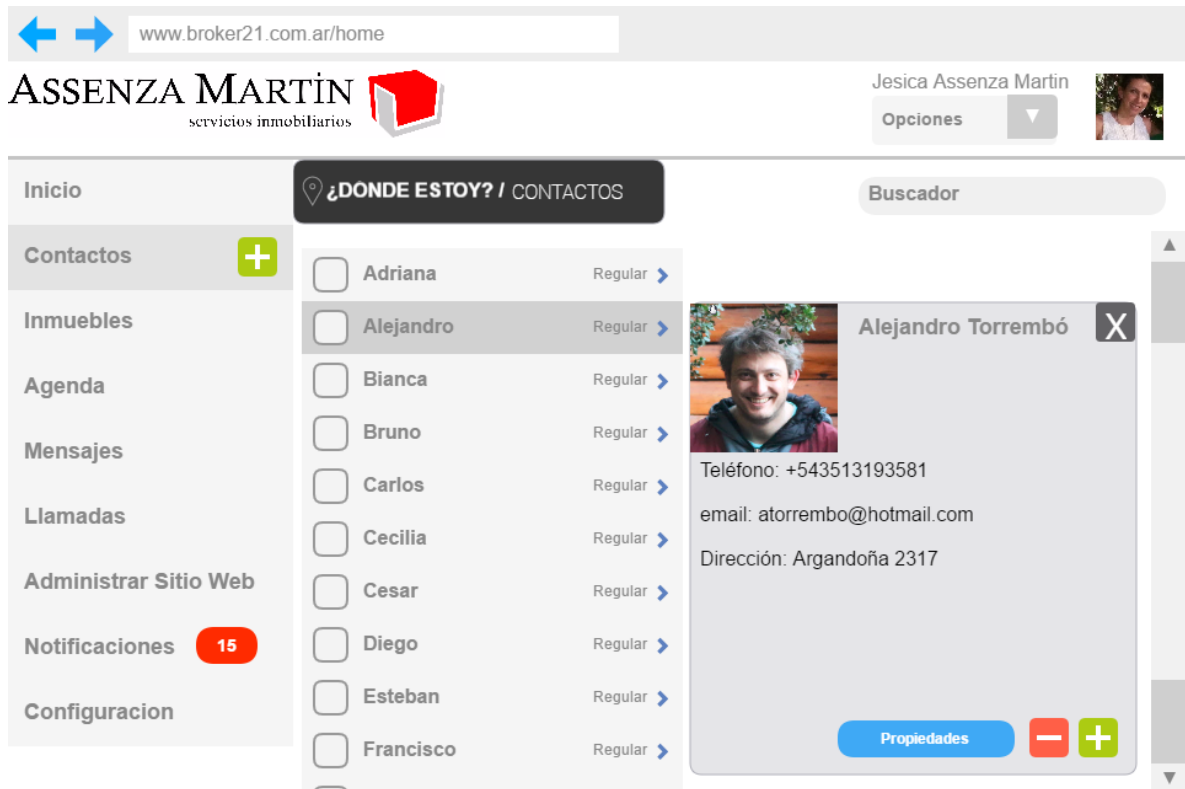 www.broker21.com.ar/home
ASSENZA MARTİN
servicios inmobiliarios
Jesica Assenza Martin
Opciones
Inicio
Contactos
Inmuebles
Agenda
Mensajes
Llamadas
Administrar Sitio Web
Notificaciones 15
Configuracion
¿DONDE ESTOY? / CONTACTOS
Buscador
Adriana Regular
Alejandro Regular
Bianca Regular
Bruno Regular
Carlos Regular
Cecilia Regular
Cesar Regular
Diego Regular
Esteban Regular
Francisco Regular
Alejandro Torrembó X
Teléfono: +543513193581
email: atorrembo@hotmail.com
Dirección: Argandoña 2317
Propiedades